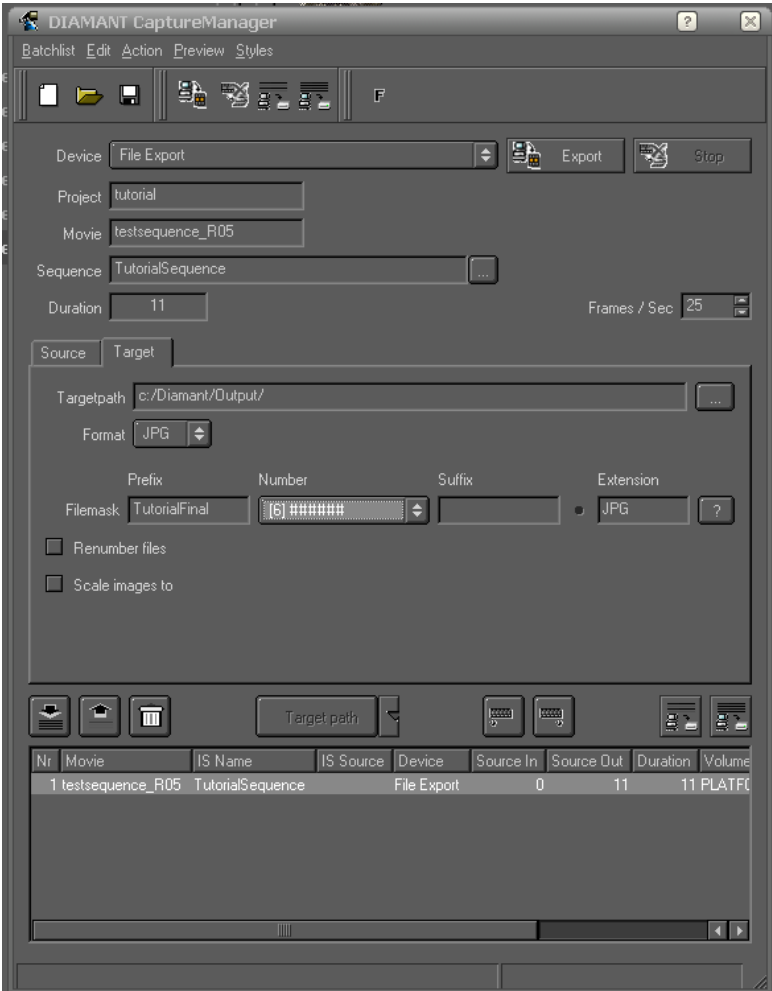 DIAMANT CaptureManager
?
Batchlist Edit Action Preview Styles
F
Device File Export Export Stop
Project tutorial
Movie testsequence_R05
Sequence TutorialSequence ...
Duration 11 Frames / Sec 25
Source Target
Targetpath c:/Diamant/Output/ ...
Format JPG
Prefix Number Suffix Extension
Filemask TutorialFinal [6] ###### JPG ?
Renumber files
Scale images to
Target path
Nr Movie IS Name IS Source Device Source In Source Out Duration Volume
1 testsequence_R05 TutorialSequence File Export 0 11 11 PLATF